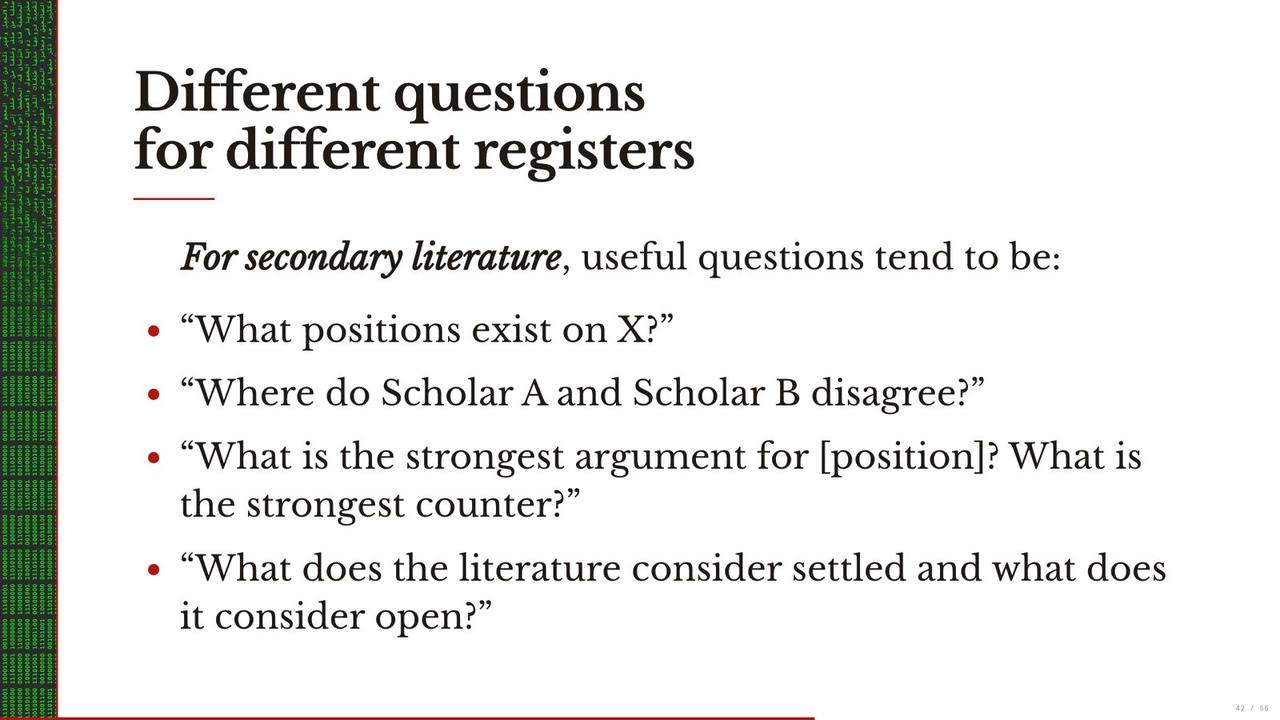 Different questions
for different registers
For secondary literature, useful questions tend to be:
• “What positions exist on X?”
• “Where do Scholar A and Scholar B disagree?”
• “What is the strongest argument for [position]? What is
the strongest counter?”
• “What does the literature consider settled and what does
it consider open?”
42 / 66